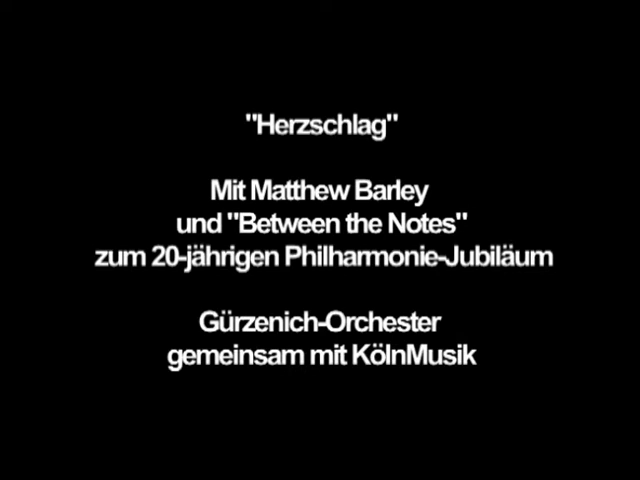 "Herzschlag"
Mit Matthew Barley
und "Between the Notes"
zum 20-jährigen Philharmonie-Jubiläum
Gürzenich-Orchester
gemeinsam mit KölnMusik